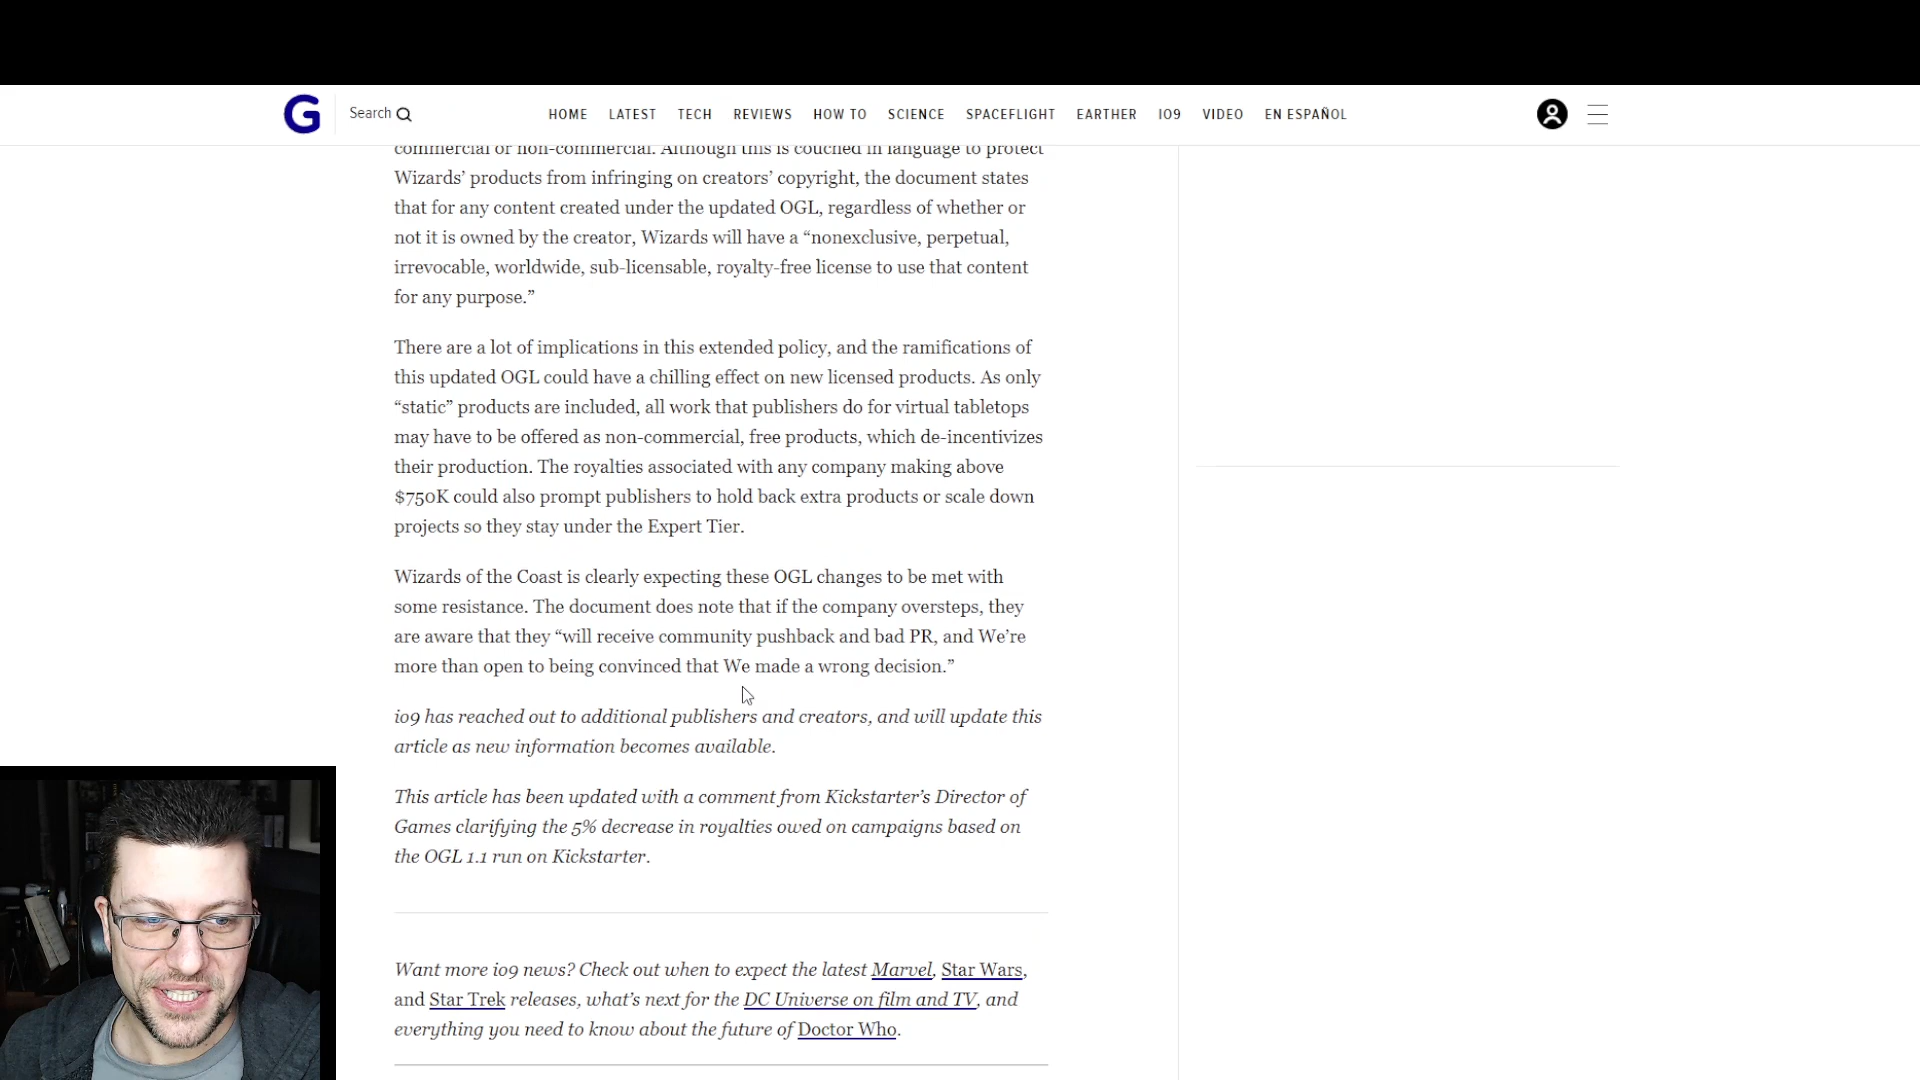 G
Search
HOME LATEST TECH REVIEWS HOW TO SCIENCE SPACEFLIGHT EARTHER IO9 VIDEO EN ESPAÑOL
commercial or non-commercial. Although this is couched in language to protect
Wizards’ products from infringing on creators’ copyright, the document states
that for any content created under the updated OGL, regardless of whether or
not it is owned by the creator, Wizards will have a “nonexclusive, perpetual,
irrevocable, worldwide, sub-licensable, royalty-free license to use that content
for any purpose.”
There are a lot of implications in this extended policy, and the ramifications of
this updated OGL could have a chilling effect on new licensed products. As only
“static” products are included, all work that publishers do for virtual tabletops
may have to be offered as non-commercial, free products, which de-incentivizes
their production. The royalties associated with any company making above
$750K could also prompt publishers to hold back extra products or scale down
projects so they stay under the Expert Tier.
Wizards of the Coast is clearly expecting these OGL changes to be met with
some resistance. The document does note that if the company oversteps, they
are aware that they “will receive community pushback and bad PR, and We’re
more than open to being convinced that We made a wrong decision.”
io9 has reached out to additional publishers and creators, and will update this
article as new information becomes available.
This article has been updated with a comment from Kickstarter’s Director of
Games clarifying the 5% decrease in royalties owed on campaigns based on
the OGL 1.1 run on Kickstarter.
Want more io9 news? Check out when to expect the latest Marvel, Star Wars,
and Star Trek releases, what’s next for the DC Universe on film and TV, and
everything you need to know about the future of Doctor Who.